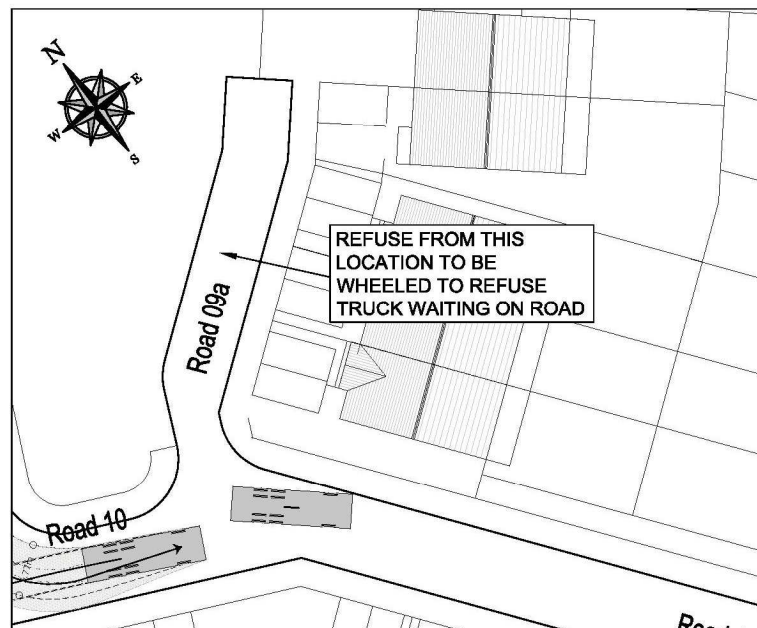 N
E
W
S
REFUSE FROM THIS
LOCATION TO BE
WHEELED TO REFUSE
TRUCK WAITING ON ROAD
Road 09a
Road 10